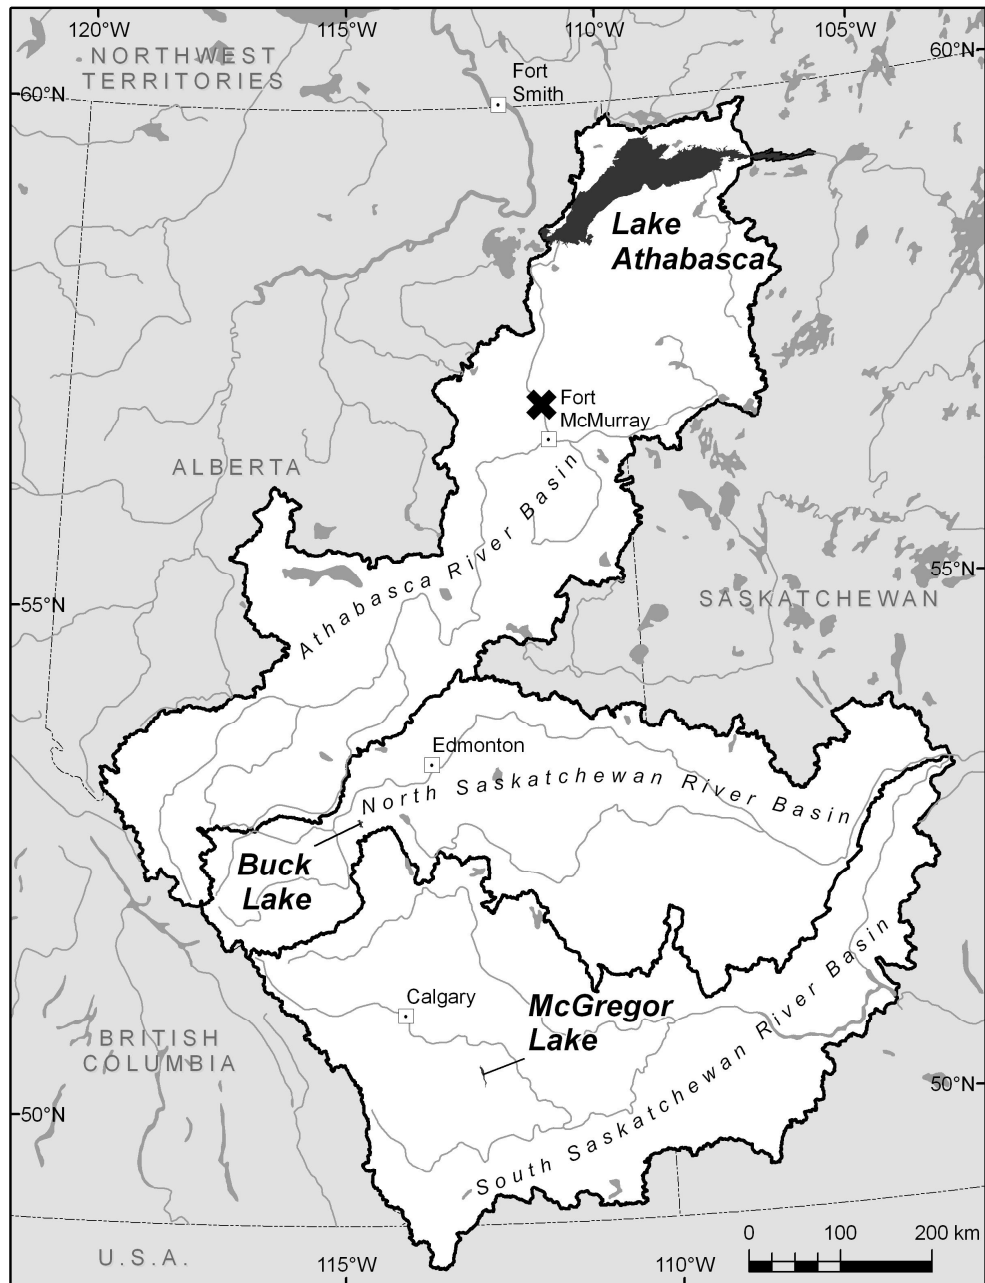 120°W
115°W
110°W
105°W
60°N
60°N
NORTHWEST
TERRITORIES
Fort
Smith
Lake
Athabasca
Fort
McMurray
ALBERTA
Athabasca River Basin
55°N
55°N
SASKATCHEWAN
Edmonton
North Saskatchewan River Basin
Buck
Lake
Calgary
McGregor
Lake
South Saskatchewan River Basin
BRITISH
COLUMBIA
50°N
50°N
U.S.A.
0 100 200 km
115°W
110°W